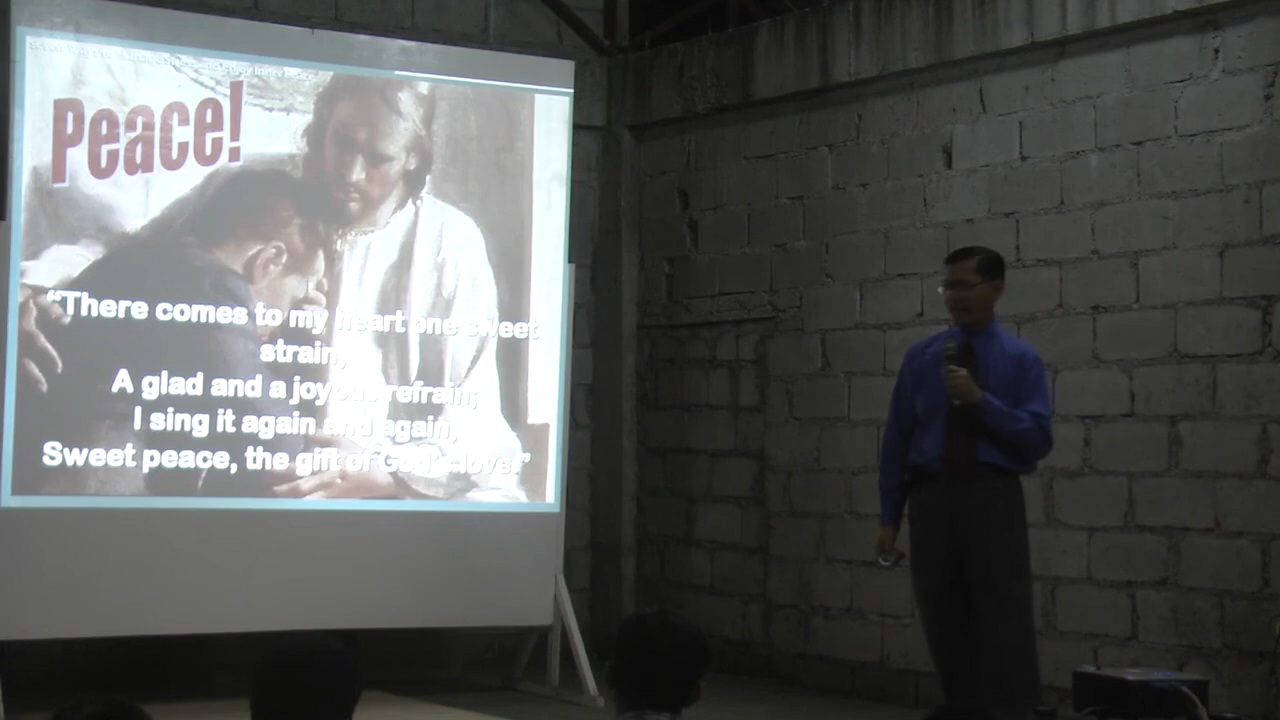 Peace!
“There comes to my heart one sweet
strain,
A glad and a joyous refrain;
I sing it again and again,
Sweet peace, the gift of God's love!”